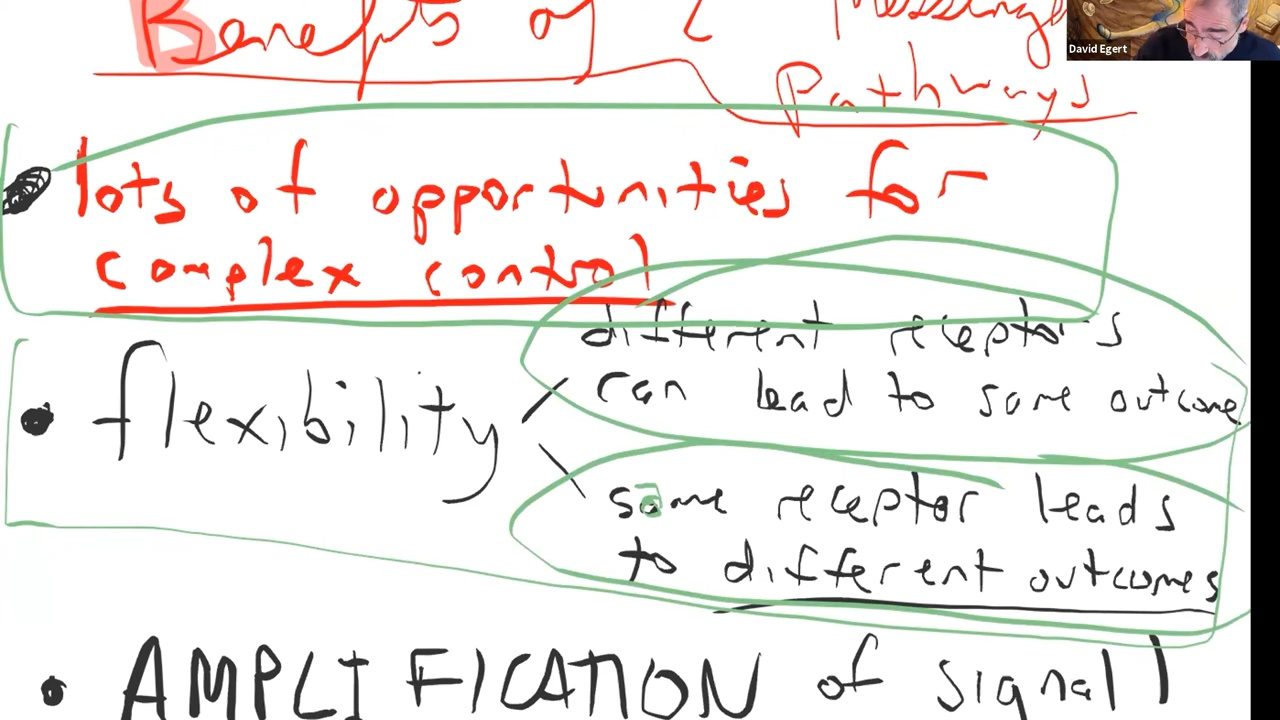 Benefits of 2° Messenger
David Egert
Pathways
lots of opportunities for
complex control
different receptors
can lead to same outcome
• flexibility
same receptor leads
to different outcomes
• AMPLIFICATION of signal